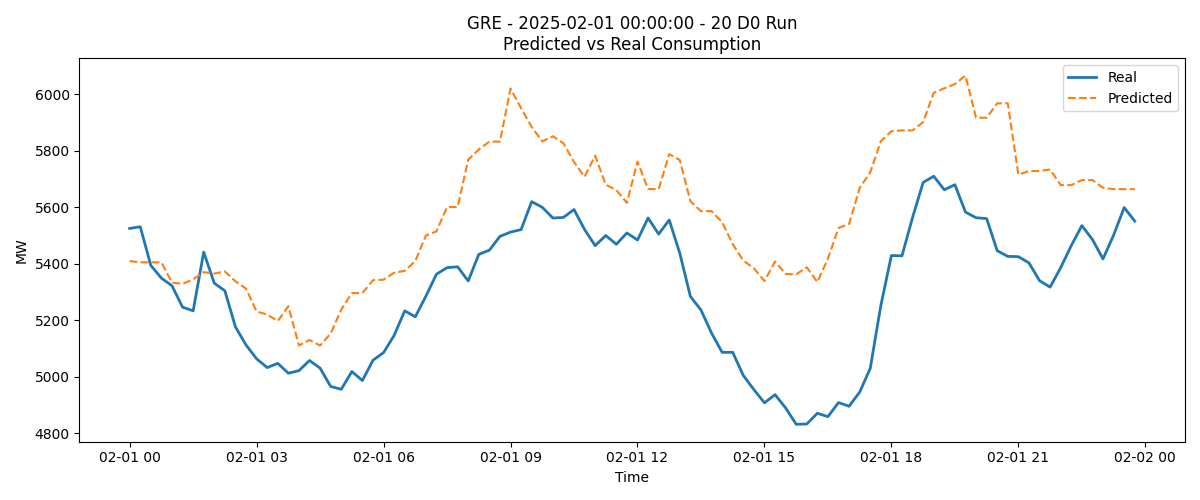 GRE - 2025-02-01 00:00:00 - 20 D0 Run
Predicted vs Real Consumption
Real
Predicted
MW
6000
5800
5600
5400
5200
5000
4800
02-01 00
02-01 03
02-01 06
02-01 09
02-01 12
02-01 15
02-01 18
02-01 21
02-02 00
Time